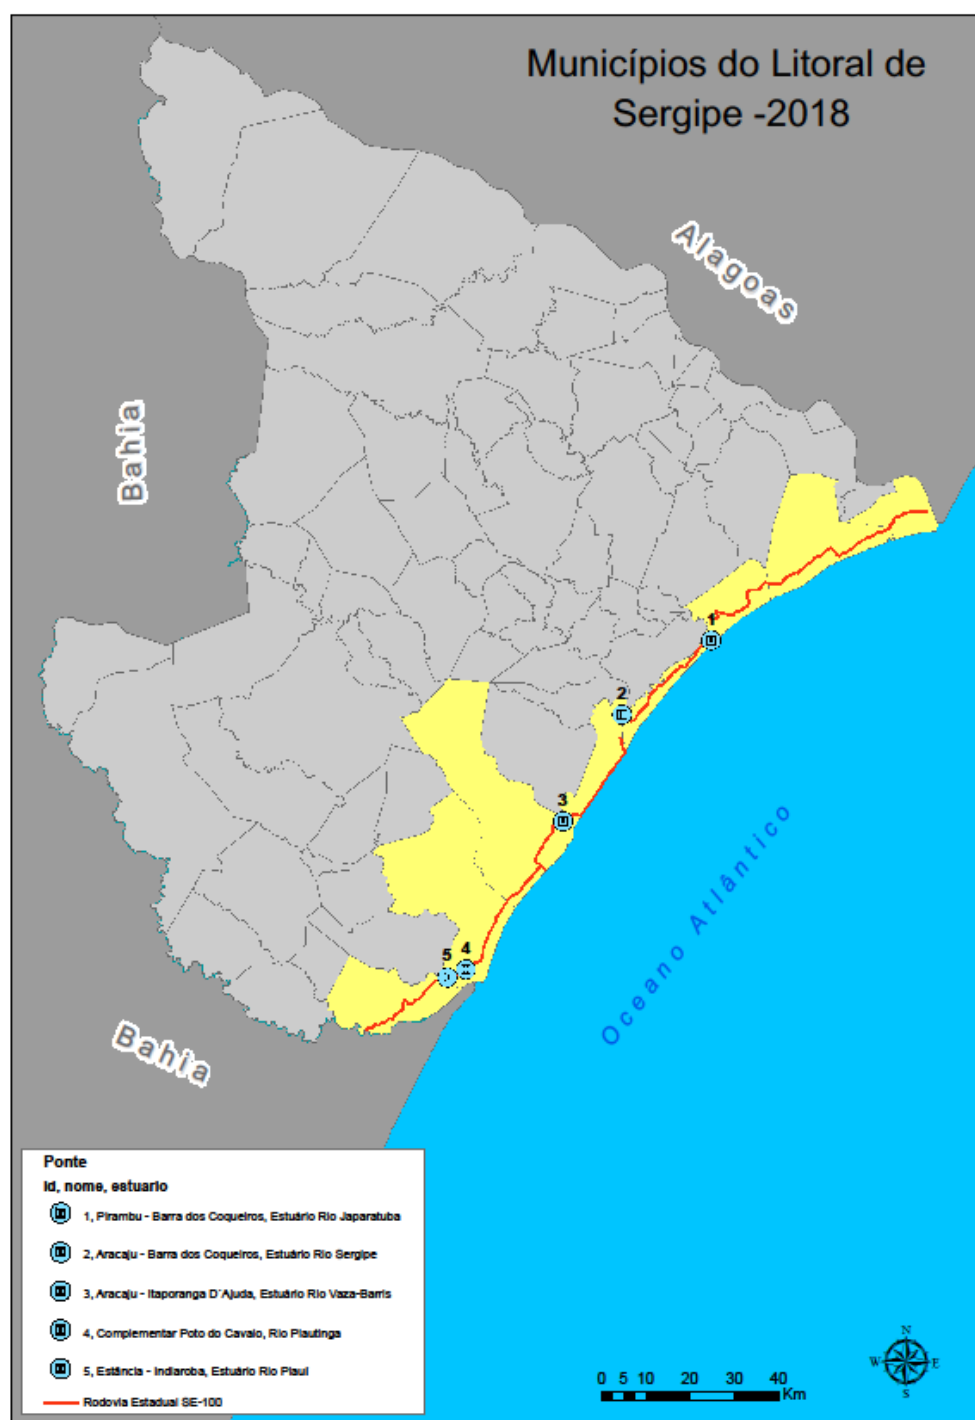 Municípios do Litoral de
Sergipe -2018
Alagoas
Bahia
1
2
3
Oceano Atlântico
5 4
Bahia
Ponte
Id, nome, estuario
1, Pirambu - Barra dos Coqueiros, Estuário Rio Japaratuba
2, Aracaju - Barra dos Coqueiros, Estuário Rio Sergipe
3, Aracaju - Itaporanga D´Ajuda, Estuário Rio Vaza-Barris
4, Complementar Poto do Cavalo, Rio Piautinga
5, Estância - Indiaroba, Estuário Rio Piauí
Rodovia Estadual SE-100
N
W E
S
0 5 10 20 30 40
Km